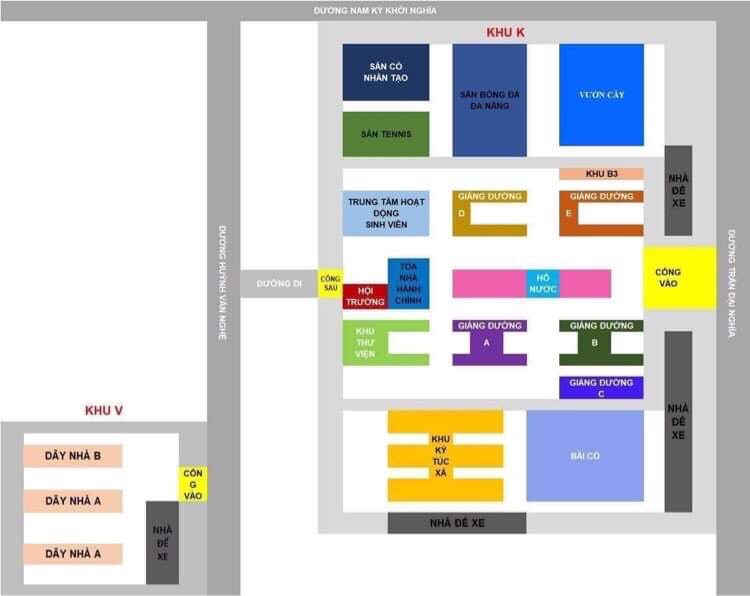 ĐƯỜNG NAM KỲ KHỞI NGHĨA
KHU K
SÂN CỎ
NHÂN TẠO
SÂN BÓNG ĐÁ
ĐA NĂNG
VƯỜN CÂY
SÂN TENNIS
KHU B3
NHÀ
ĐỂ
XE
TRUNG TÂM HOẠT
ĐỘNG
SINH VIÊN
GIẢNG ĐƯỜNG
D
GIẢNG ĐƯỜNG
E
ĐƯỜNG HUỲNH VĂN NGHỆ
ĐƯỜNG TRẦN ĐẠI NGHĨA
ĐƯỜNG ĐI
CỔNG
SAU
HỘI
TRƯỜNG
TÒA
NHÀ
HÀNH
CHÍNH
HỒ
NƯỚC
CỔNG
VÀO
KHU
THƯ
VIỆN
GIẢNG ĐƯỜNG
A
GIẢNG ĐƯỜNG
B
GIẢNG ĐƯỜNG
C
NHÀ
ĐỂ
XE
KHU
KÝ
TÚC
XÁ
BÃI CỎ
NHÀ ĐỂ XE
KHU V
DÃY NHÀ B
DÃY NHÀ A
DÃY NHÀ A
CỔN
G
VÀO
NHÀ
ĐỂ
XE